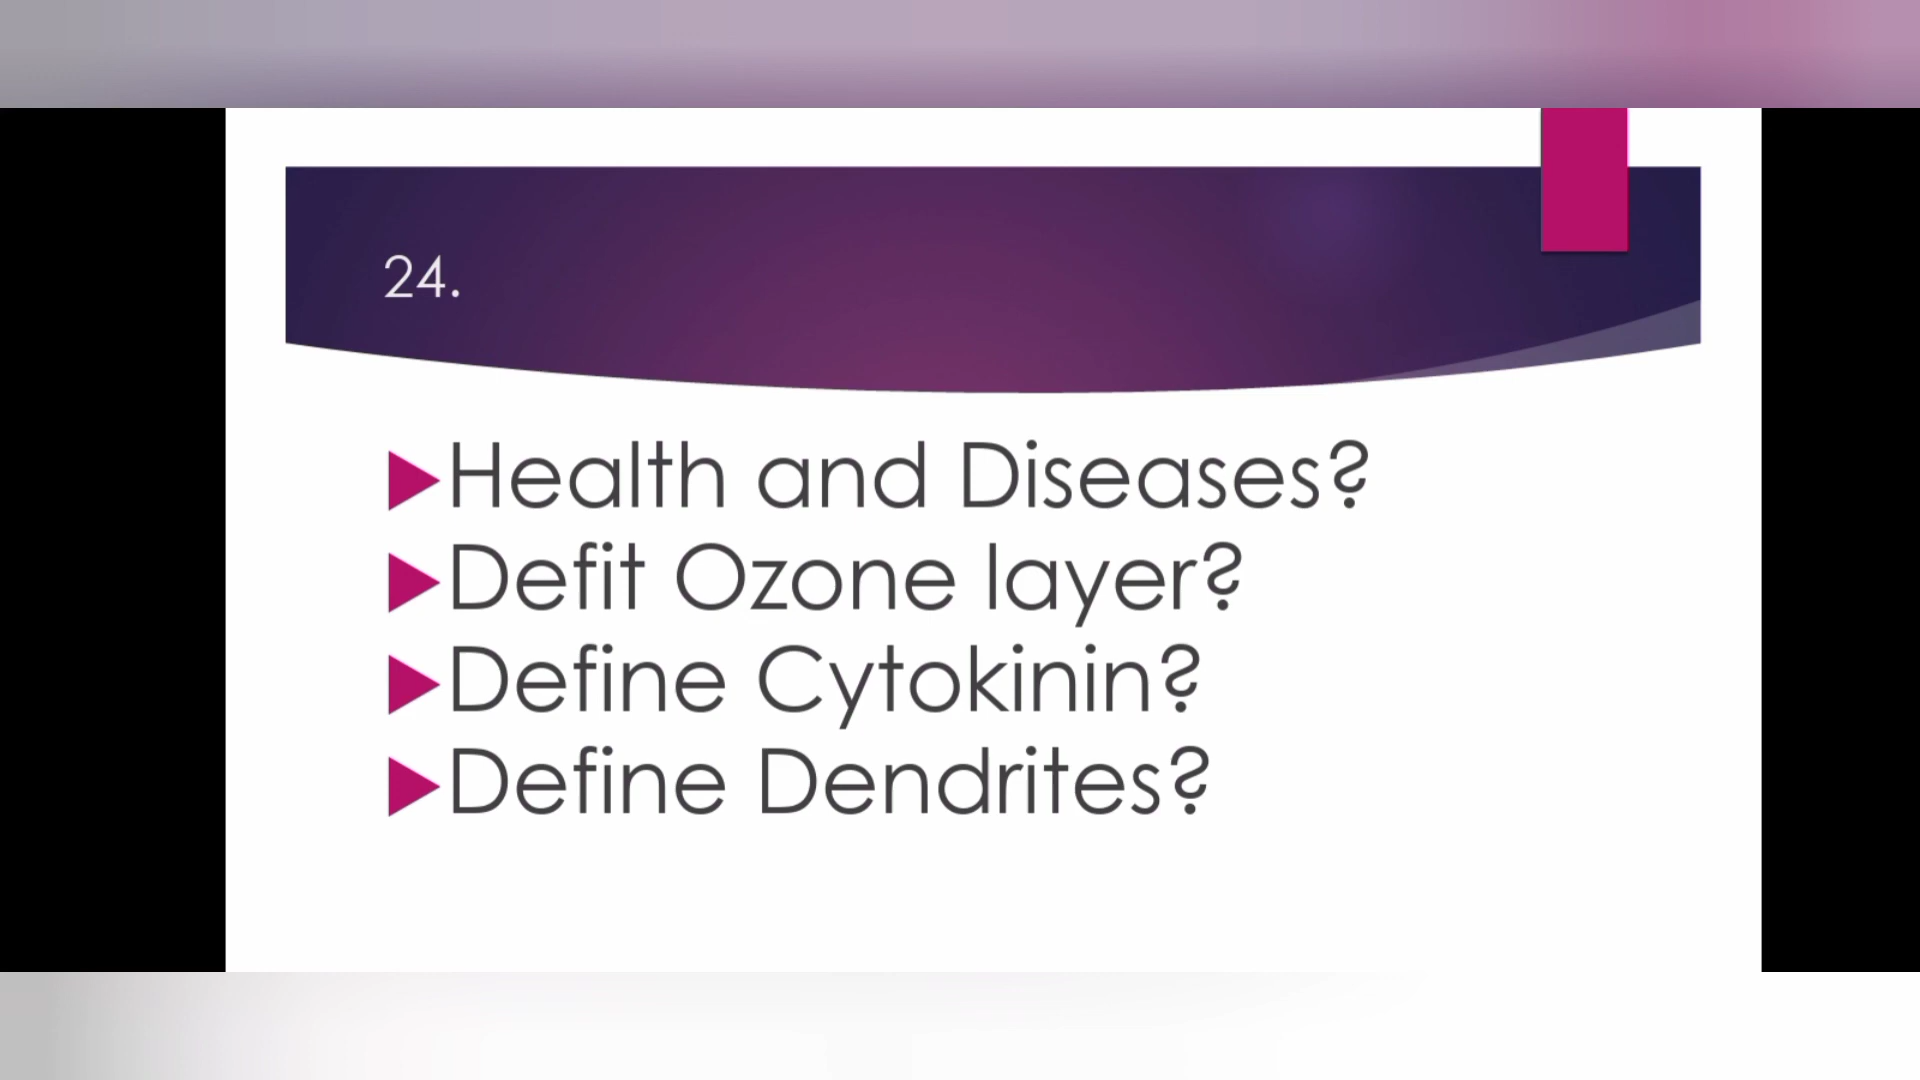 24.
Health and Diseases?
Defit Ozone layer?
Define Cytokinin?
Define Dendrites?